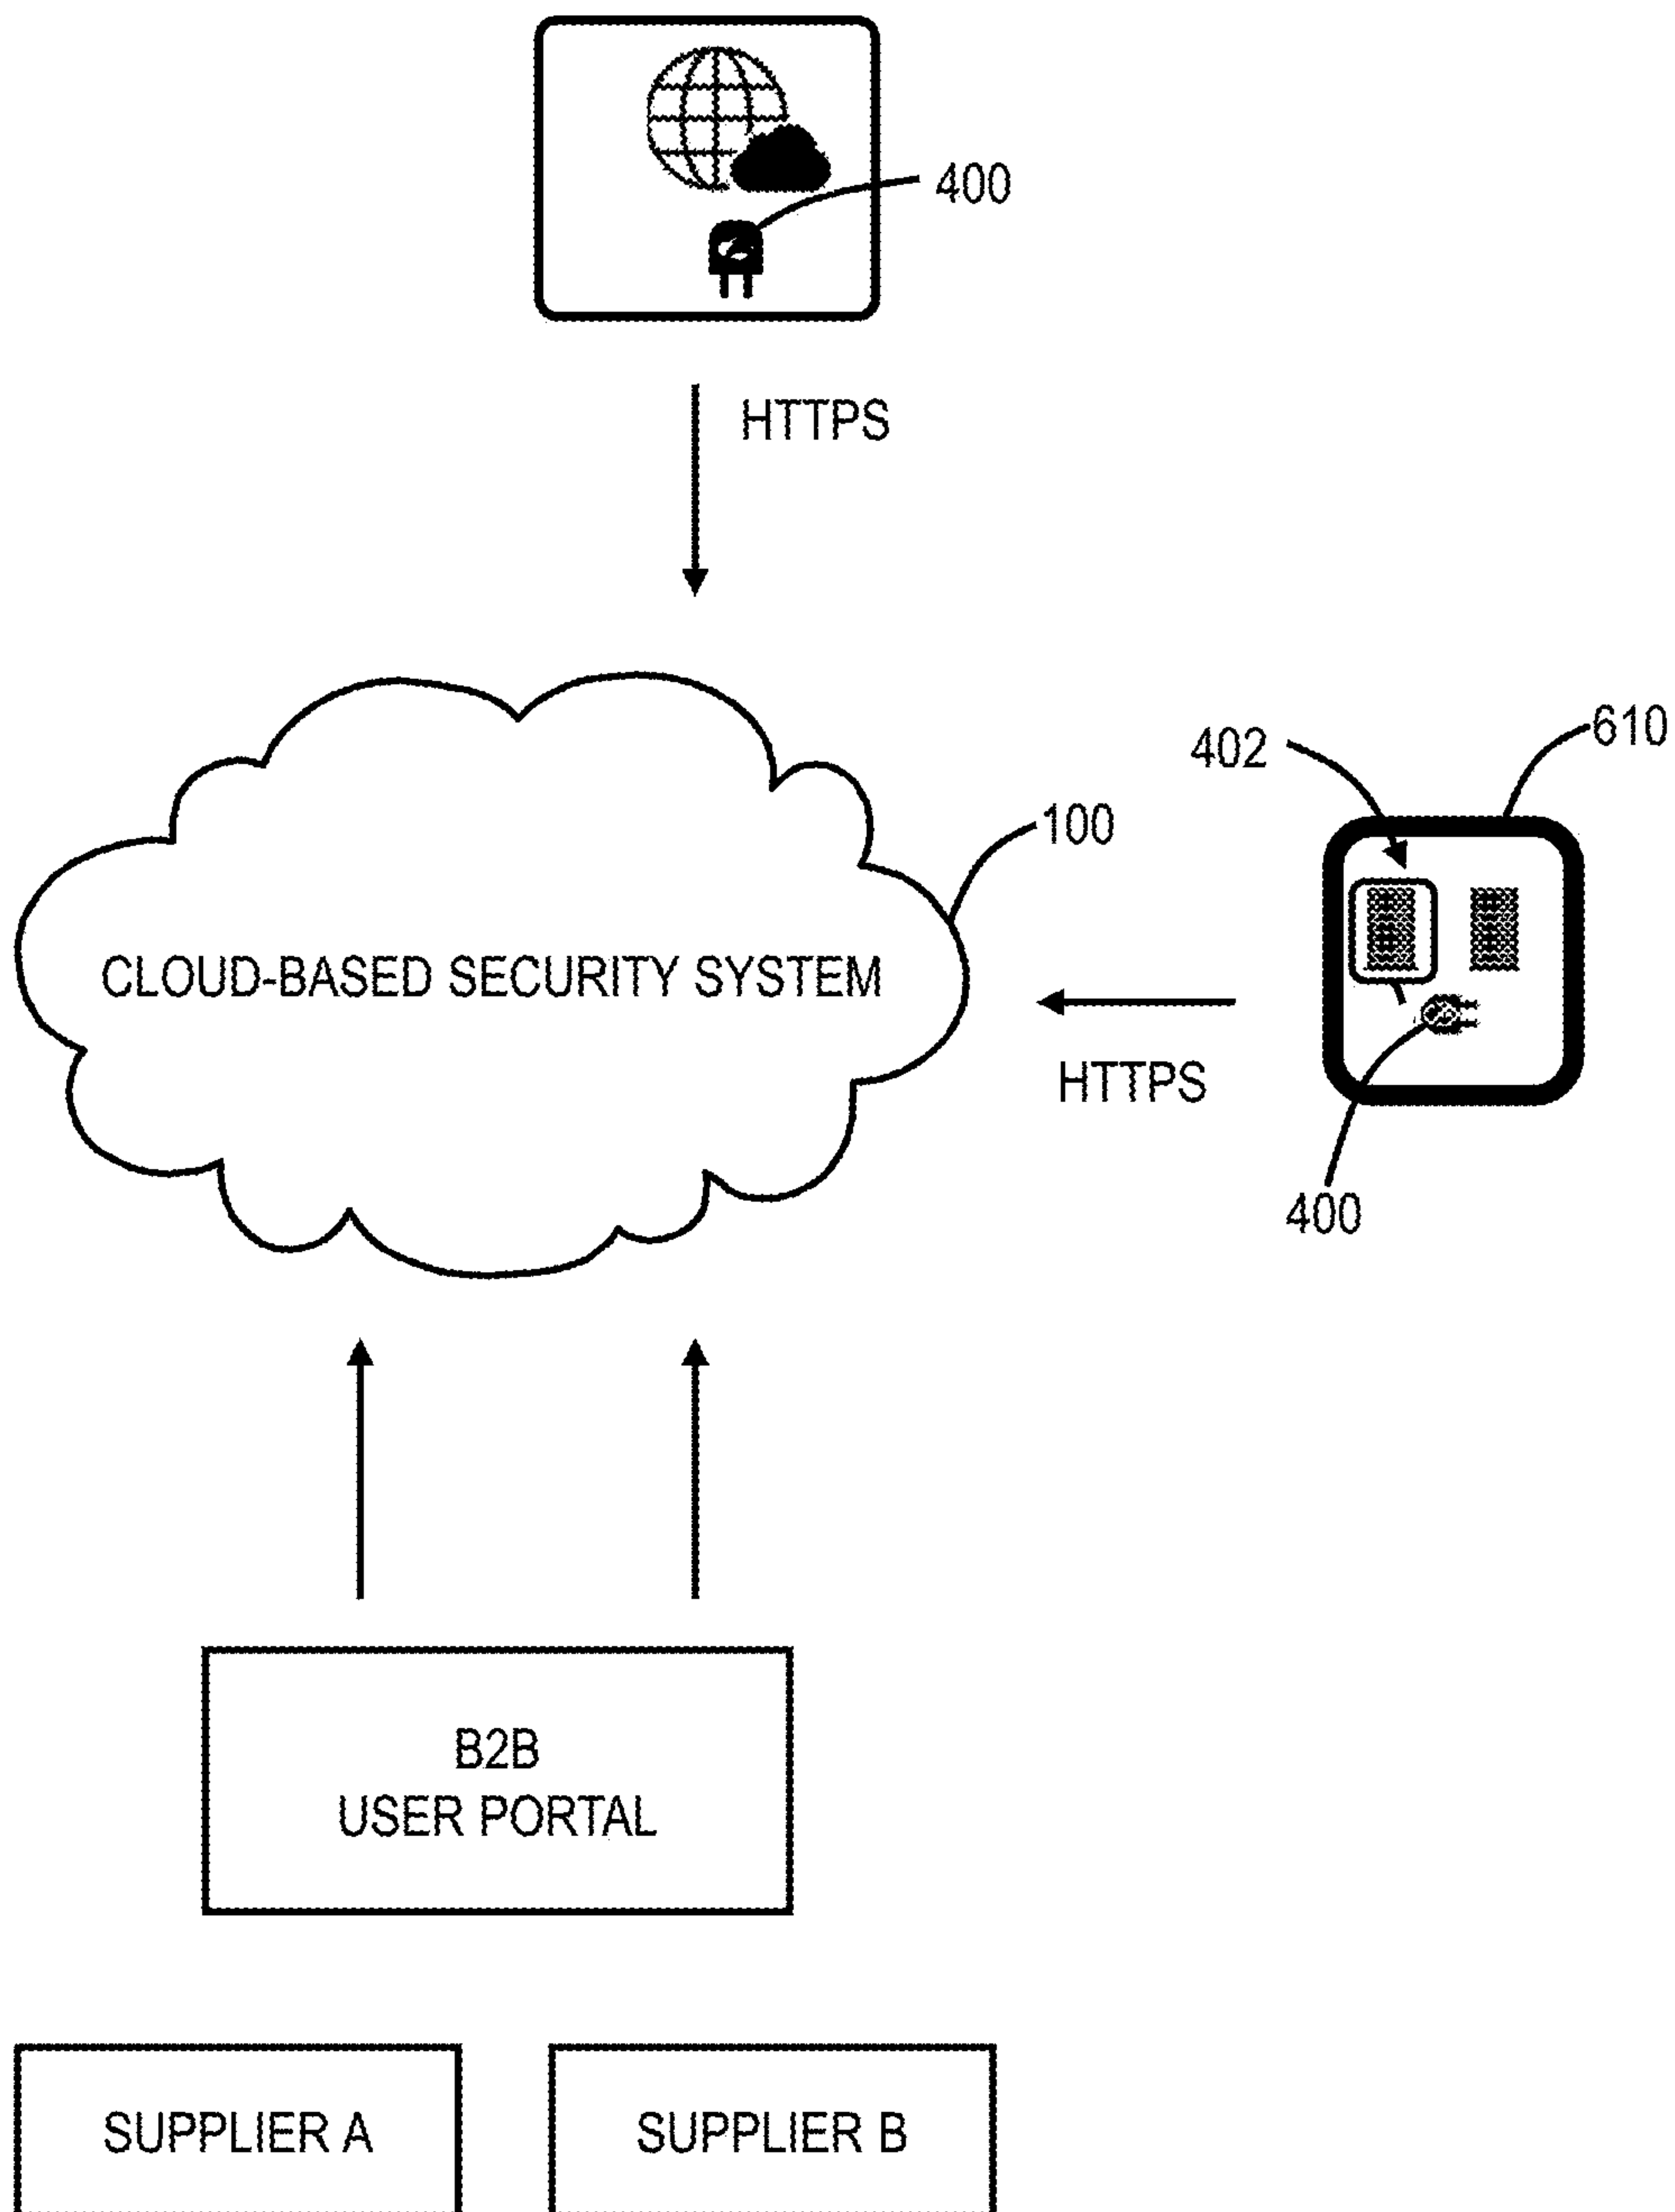 400
HTTPS
610
402
100
CLOUD-BASED SECURITY SYSTEM
HTTPS
400
B2B
USER PORTAL
SUPPLIER A
SUPPLIER B